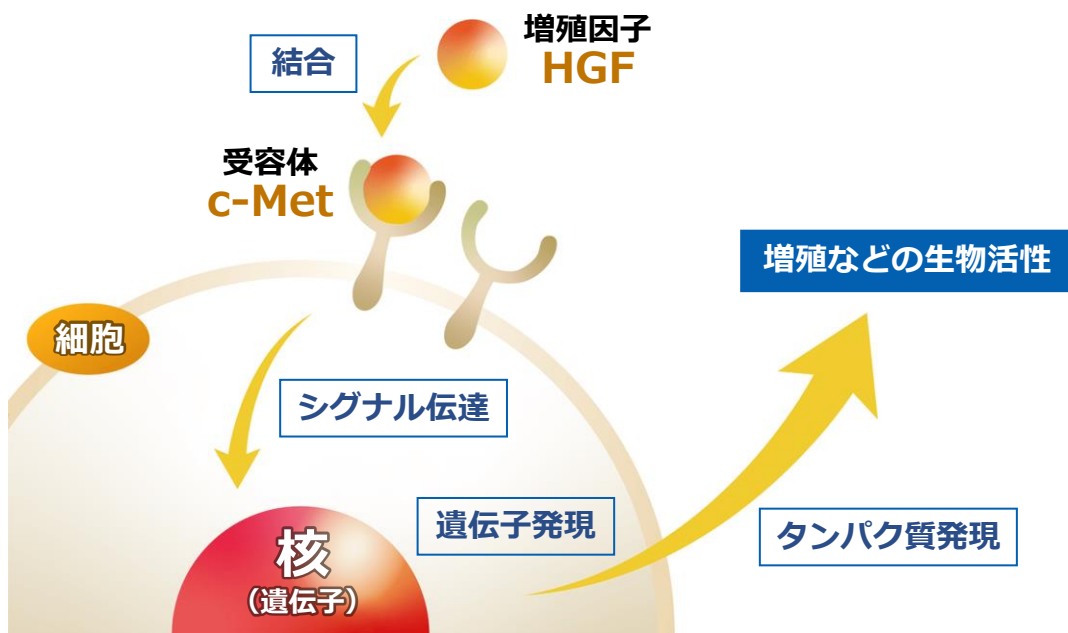 増殖因子
HGF
結合
受容体
c-Met
増殖などの生物活性
細胞
シグナル伝達
遺伝子発現
タンパク質発現
核
（遺伝子）